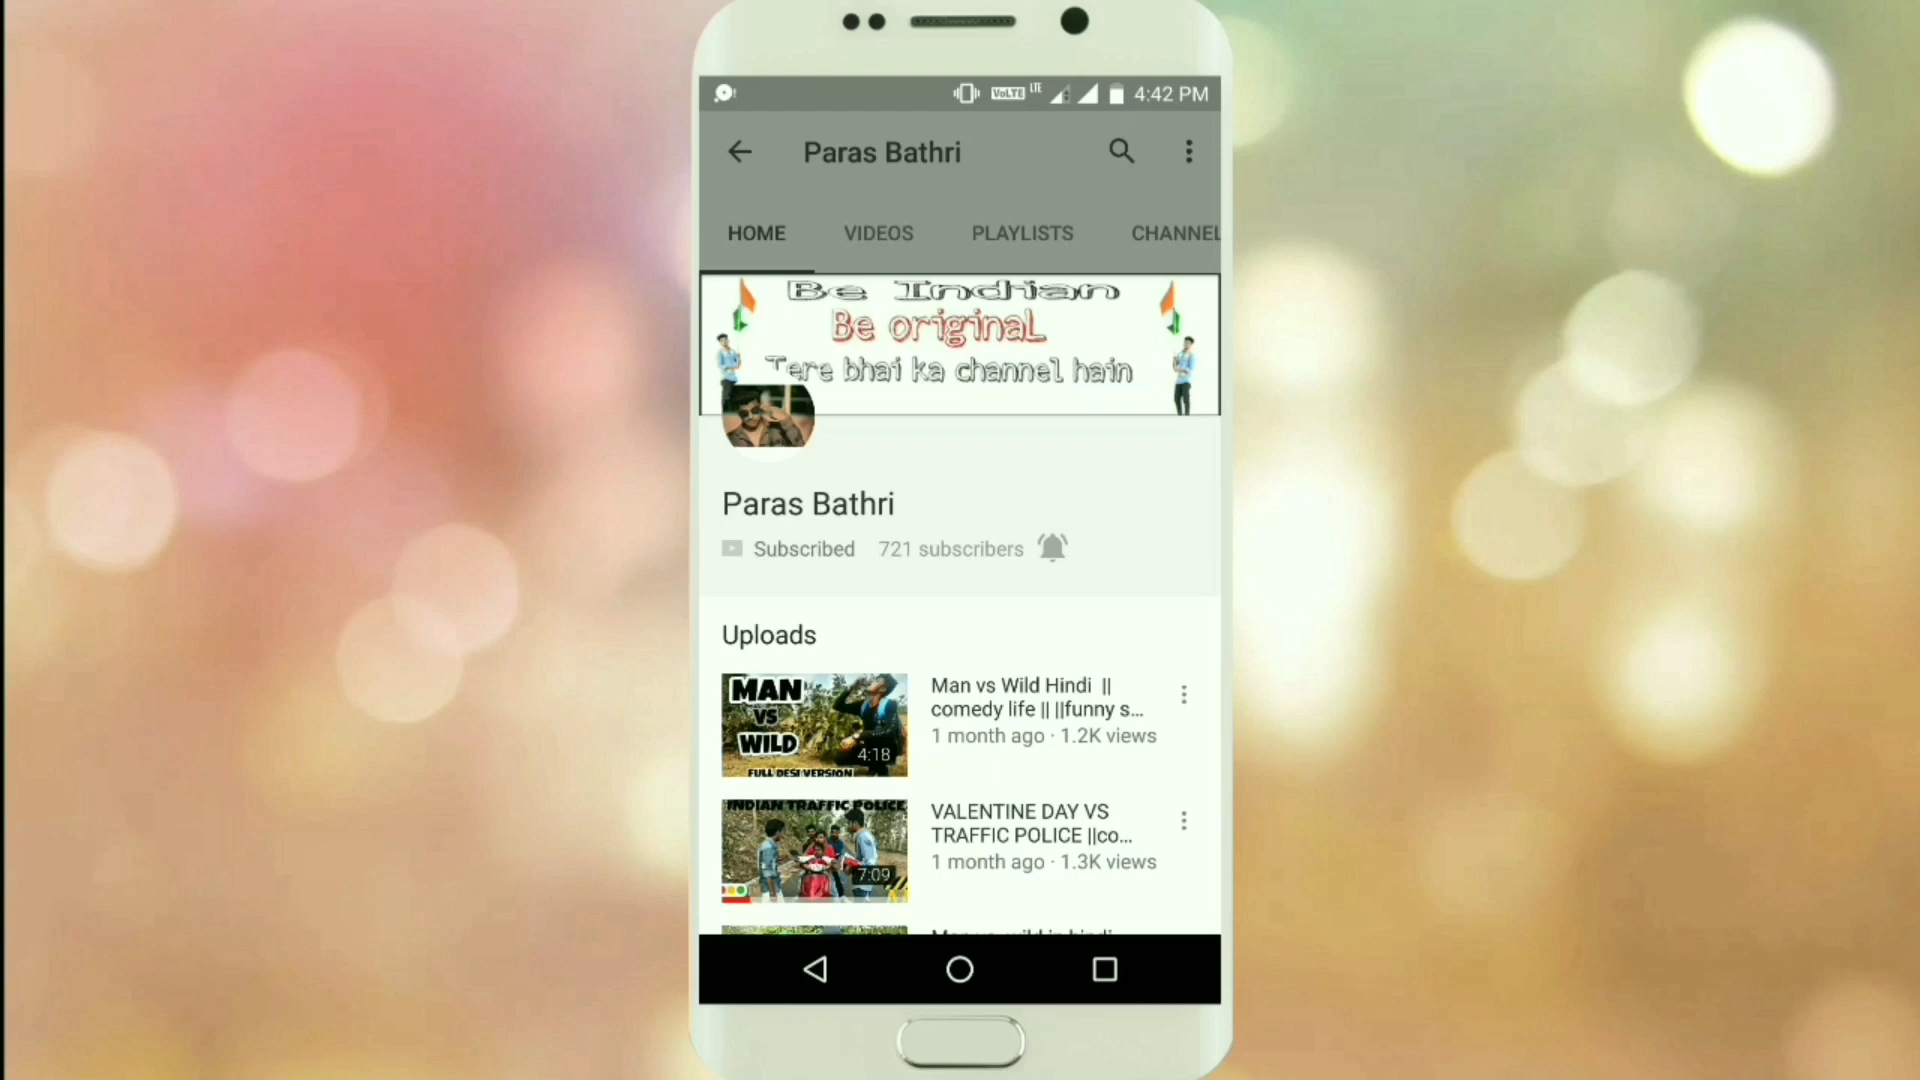 VoLTE LTE 4:42 PM
Paras Bathri
HOME VIDEOS PLAYLISTS CHANNEL
Be Indian
Be original
Tere bhai ka channel hain
Paras Bathri
Subscribed 721 subscribers
Uploads
MAN
VS
WILD
4:18
FULL DESI VERSION
Man vs Wild Hindi ||
comedy life || ||funny s...
1 month ago · 1.2K views
INDIAN TRAFFIC POLICE
7:09
VALENTINE DAY VS
TRAFFIC POLICE ||co...
1 month ago · 1.3K views